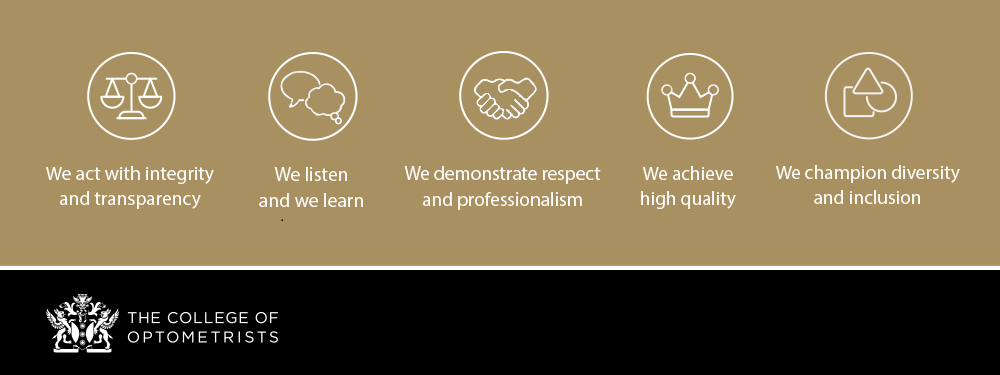 We act with integrity
and transparency
We listen
and we learn
We demonstrate respect
and professionalism
We achieve
high quality
We champion diversity
and inclusion
THE COLLEGE OF
OPTOMETRISTS